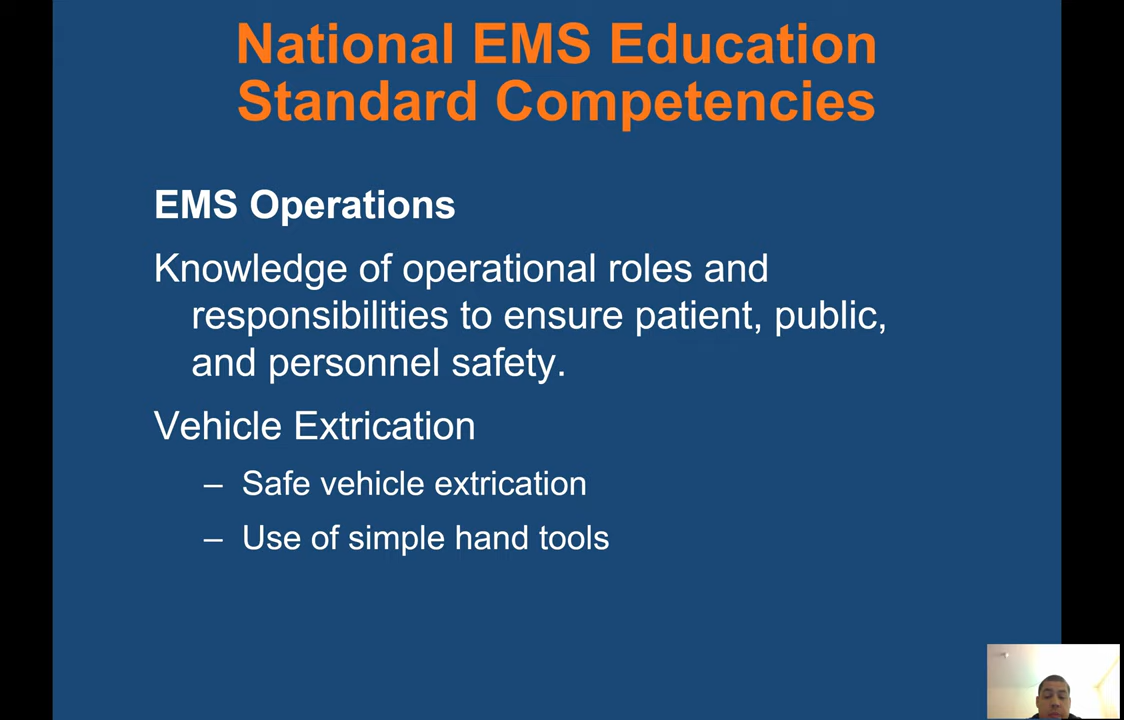 National EMS Education
Standard Competencies
EMS Operations
Knowledge of operational roles and
responsibilities to ensure patient, public,
and personnel safety.
Vehicle Extrication
– Safe vehicle extrication
– Use of simple hand tools